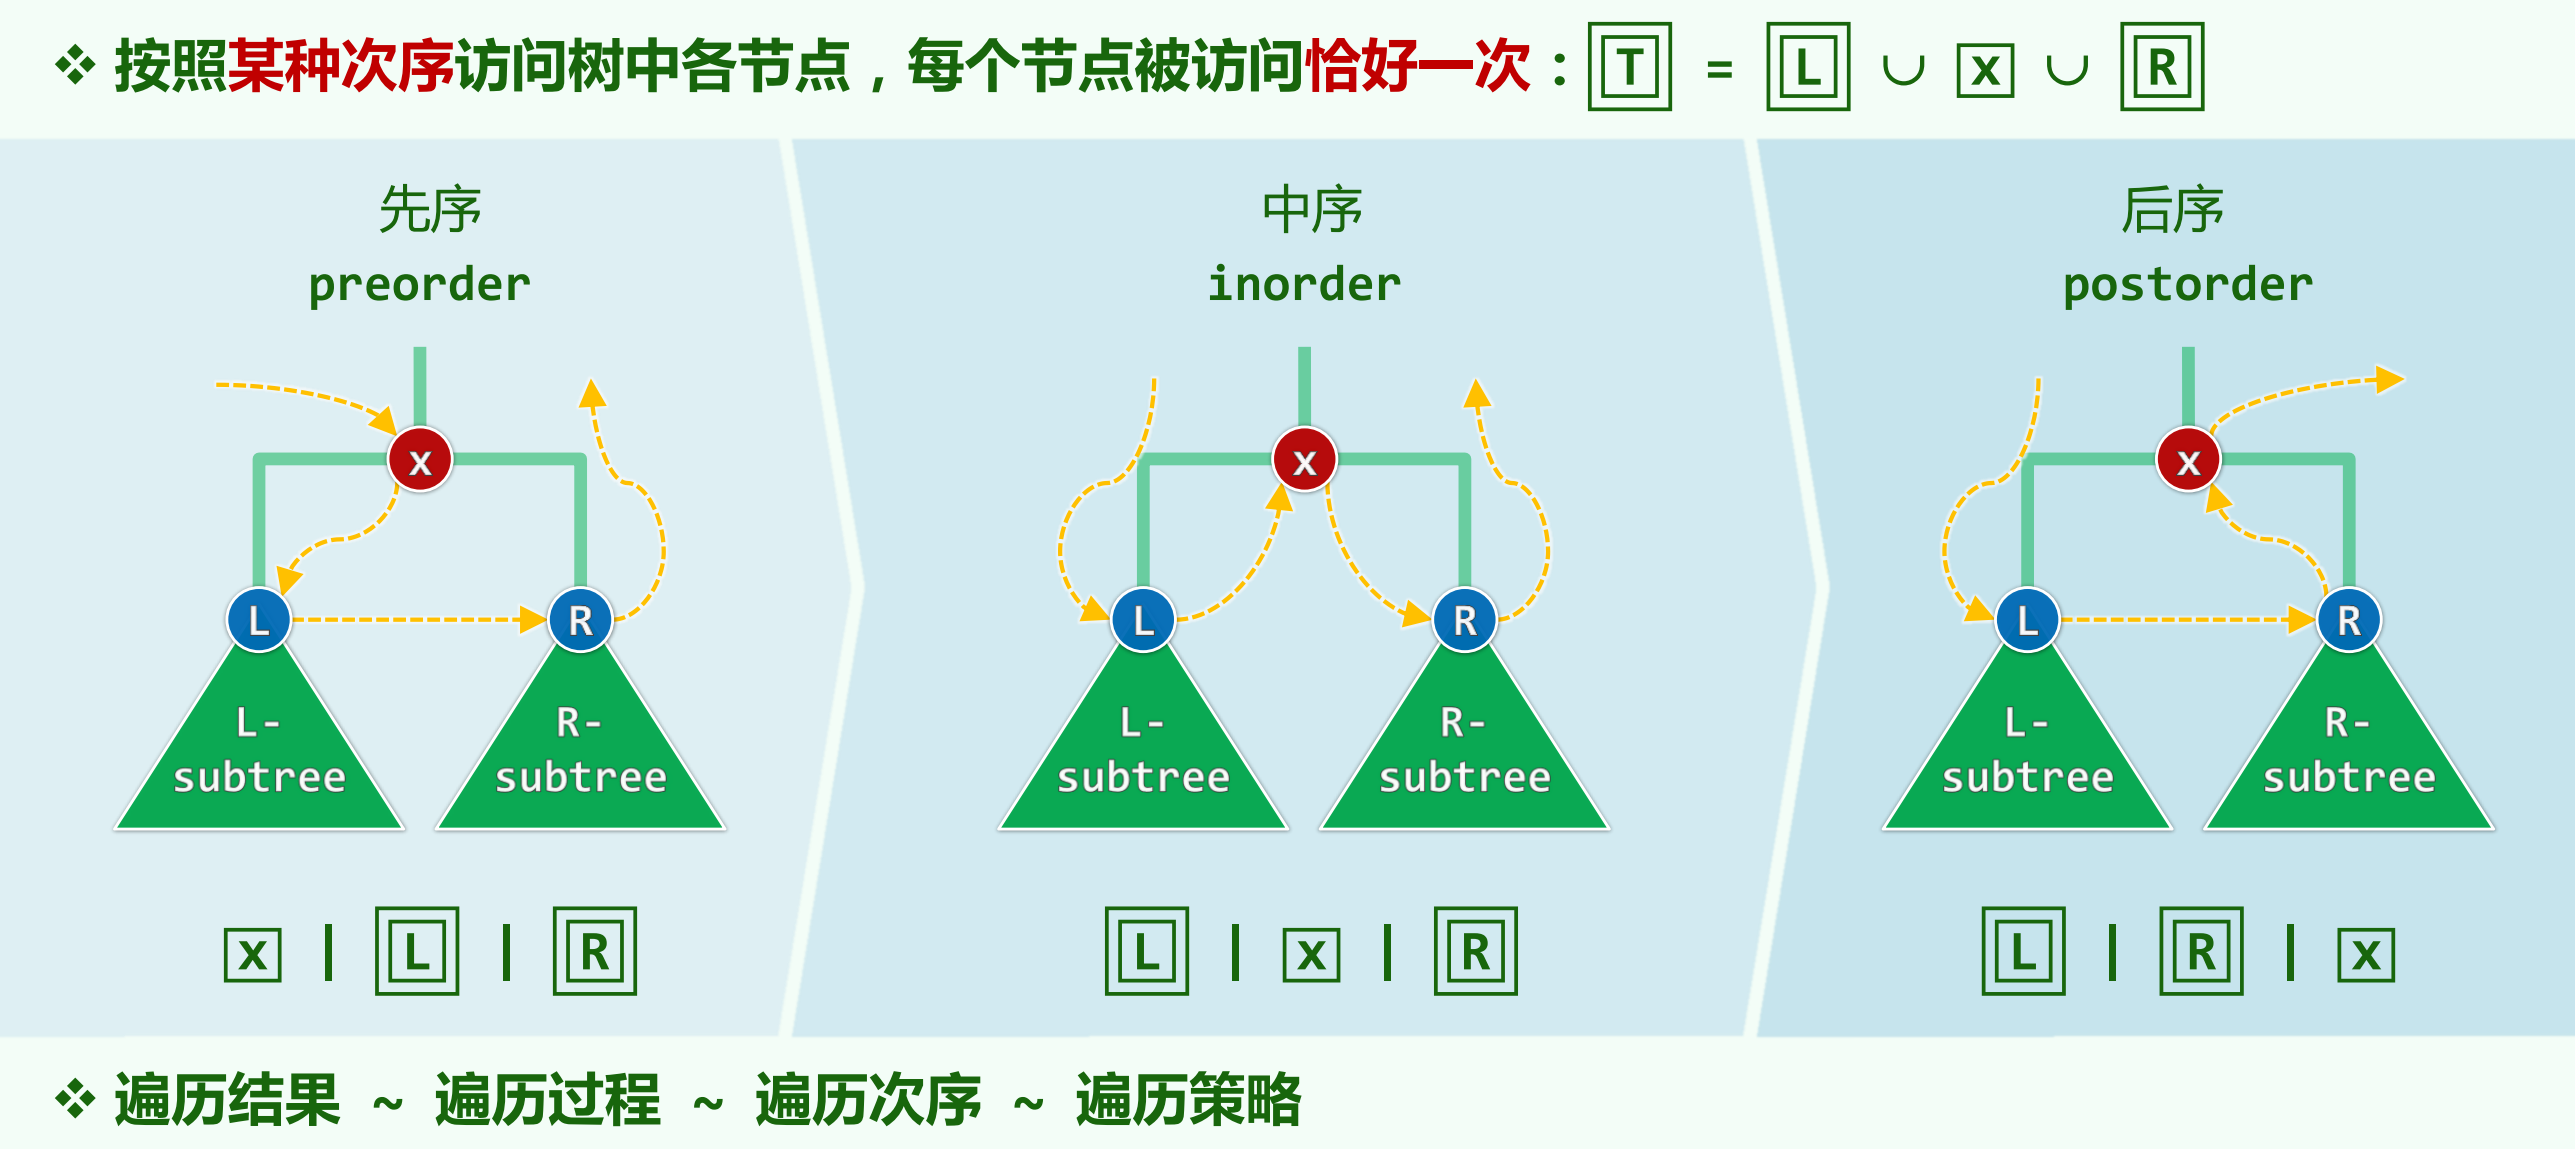 ❖ 按照某种次序访问树中各节点，每个节点被访问恰好一次：T = L ∪ x ∪ R
先序
preorder
x
L
R
L-
subtree
R-
subtree
x | L | R
中序
inorder
x
L
R
L-
subtree
R-
subtree
L | x | R
后序
postorder
x
L
R
L-
subtree
R-
subtree
L | R | x
❖ 遍历结果 ~ 遍历过程 ~ 遍历次序 ~ 遍历策略